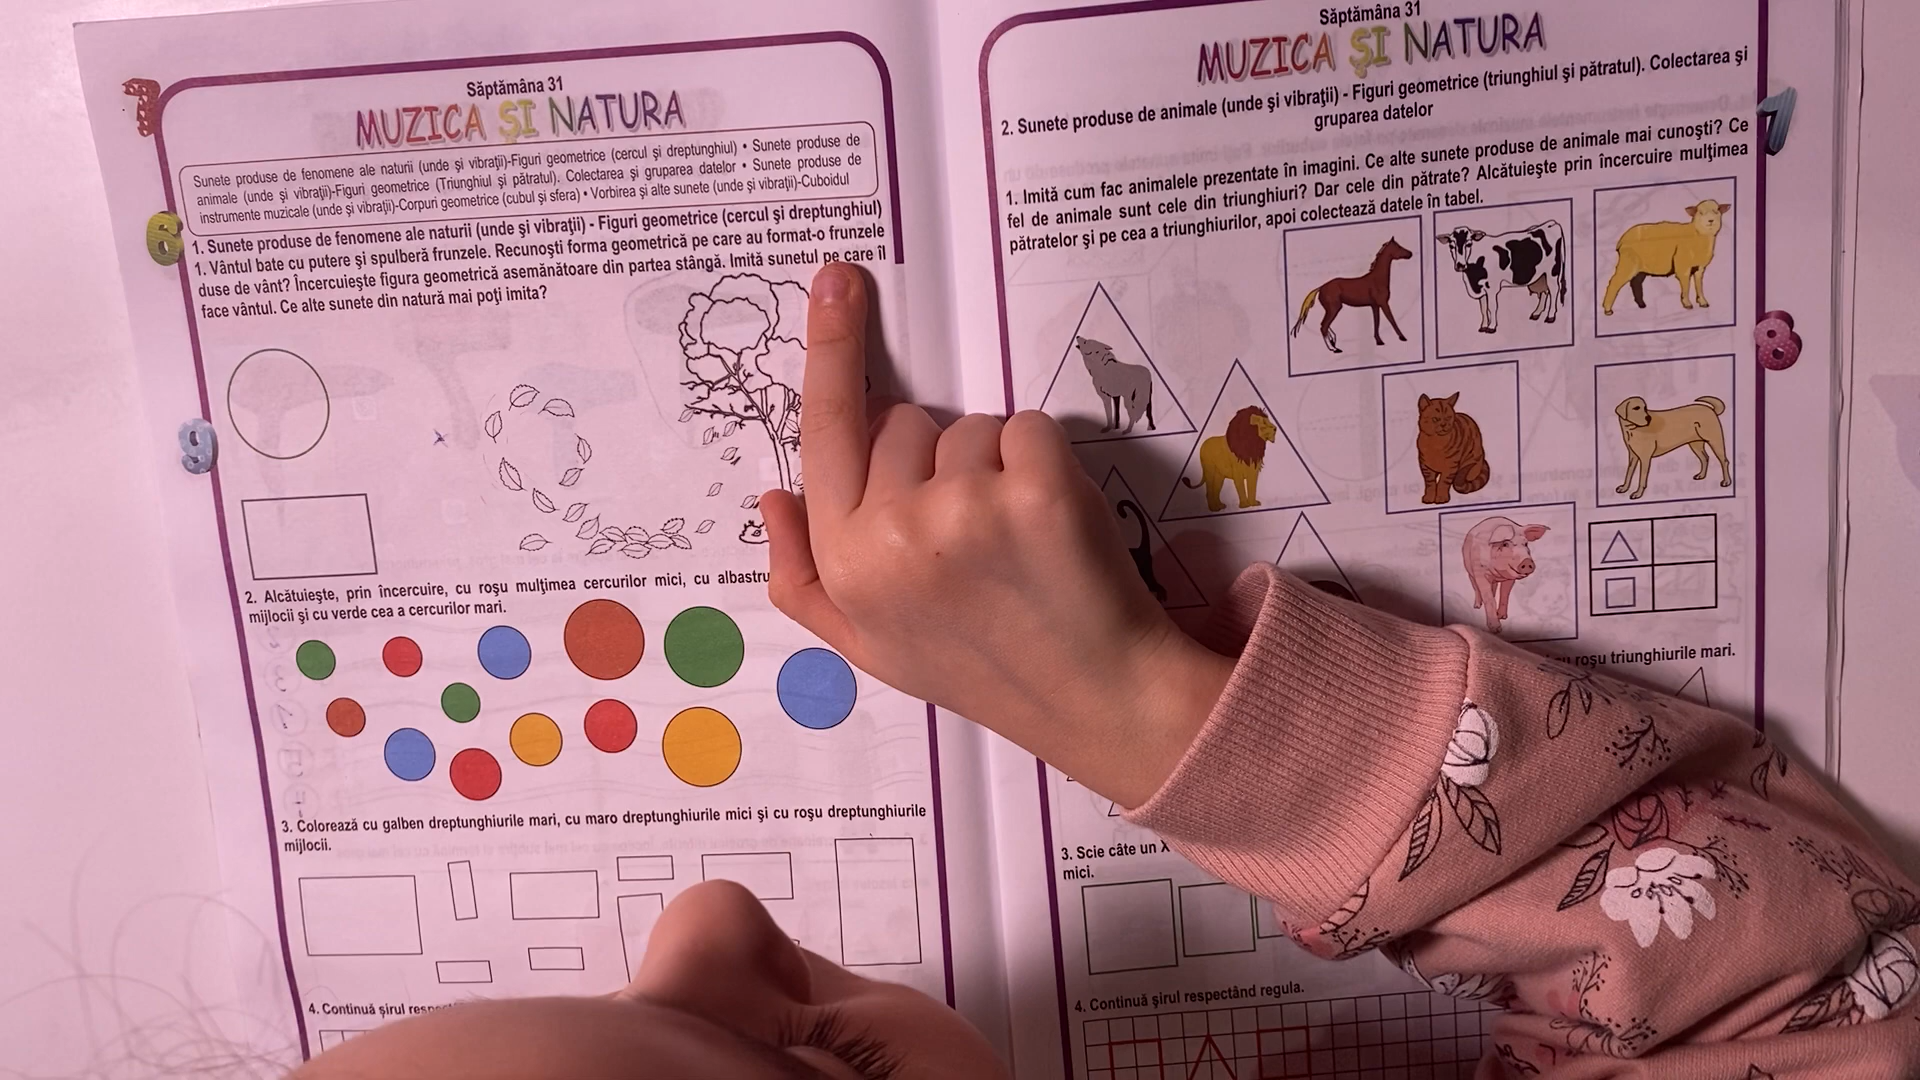 Săptămâna 31
MUZICA ŞI NATURA
Sunete produse de fenomene ale naturii (unde şi vibraţii)-Figuri geometrice (cercul şi dreptunghiul) • Sunete produse de
animale (unde şi vibraţii)-Figuri geometrice (Triunghiul şi pătratul). Colectarea şi gruparea datelor • Sunete produse de
instrumente muzicale (unde şi vibraţii)-Corpuri geometrice (cubul şi sfera) • Vorbirea şi alte sunete (unde şi vibraţii)-Cuboidul
1. Sunete produse de fenomene ale naturii (unde şi vibraţii) - Figuri geometrice (cercul şi dreptunghiul)
1. Vântul bate cu putere şi spulberă frunzele. Recunoşti forma geometrică pe care au format-o frunzele
duse de vânt? Încercuieşte figura geometrică asemănătoare din partea stângă. Imită sunetul pe care îl
face vântul. Ce alte sunete din natură mai poţi imita?
2. Alcătuieşte, prin încercuire, cu roşu mulţimea cercurilor mici, cu albastru
mijlocii şi cu verde cea a cercurilor mari.
3. Colorează cu galben dreptunghiurile mari, cu maro dreptunghiurile mici şi cu roşu dreptunghiurile
mijlocii.
4. Continuă şirul
7
6
9
Săptămâna 31
MUZICA ŞI NATURA
2. Sunete produse de animale (unde şi vibraţii) - Figuri geometrice (triunghiul şi pătratul). Colectarea şi
gruparea datelor
1. Imită cum fac animalele prezentate în imagini. Ce alte sunete produse de animale mai cunoşti? Ce
fel de animale sunt cele din triunghiuri? Dar cele din pătrate? Alcătuieşte prin încercuire mulţimea
pătratelor şi pe cea a triunghiurilor, apoi colectează datele în tabel.
roşu triunghiurile mari.
3. Scie câte un X
mici.
4. Continuă şirul respectând regula.
1
8